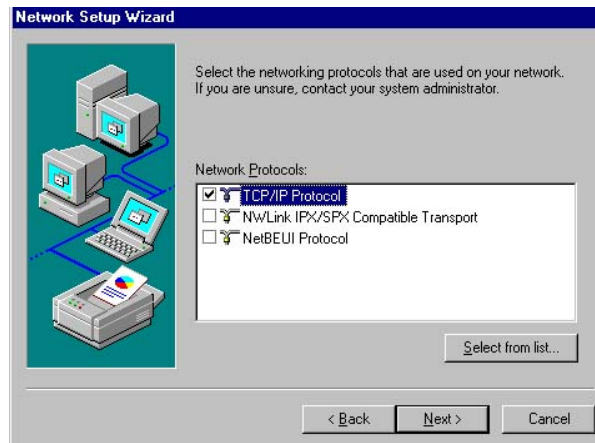 Network Setup Wizard
Select the networking protocols that are used on your network.
If you are unsure, contact your system administrator.
Network Protocols:
TCP/IP Protocol
NWLink IPX/SPX Compatible Transport
NetBEUI Protocol
Select from list...
< Back
Next >
Cancel